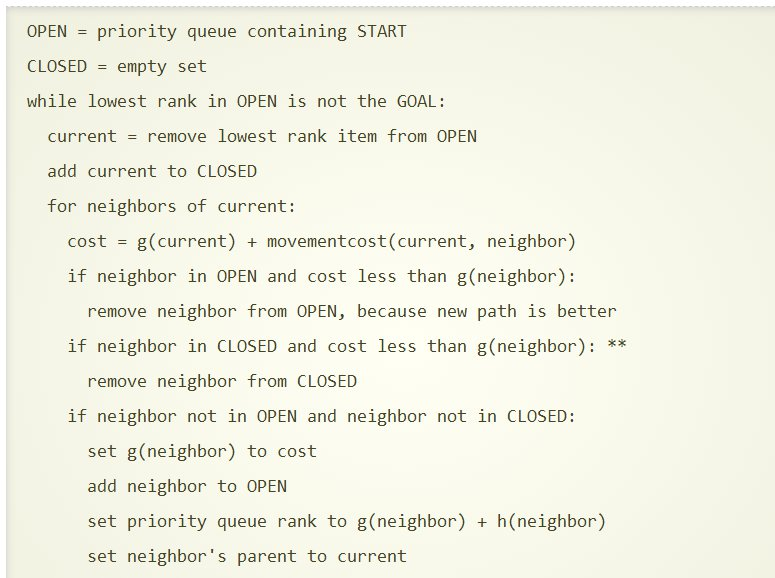 OPEN = priority queue containing START
CLOSED = empty set
while lowest rank in OPEN is not the GOAL:
  current = remove lowest rank item from OPEN
  add current to CLOSED
  for neighbors of current:
    cost = g(current) + movementcost(current, neighbor)
    if neighbor in OPEN and cost less than g(neighbor):
      remove neighbor from OPEN, because new path is better
    if neighbor in CLOSED and cost less than g(neighbor): **
      remove neighbor from CLOSED
    if neighbor not in OPEN and neighbor not in CLOSED:
      set g(neighbor) to cost
      add neighbor to OPEN
      set priority queue rank to g(neighbor) + h(neighbor)
      set neighbor's parent to current